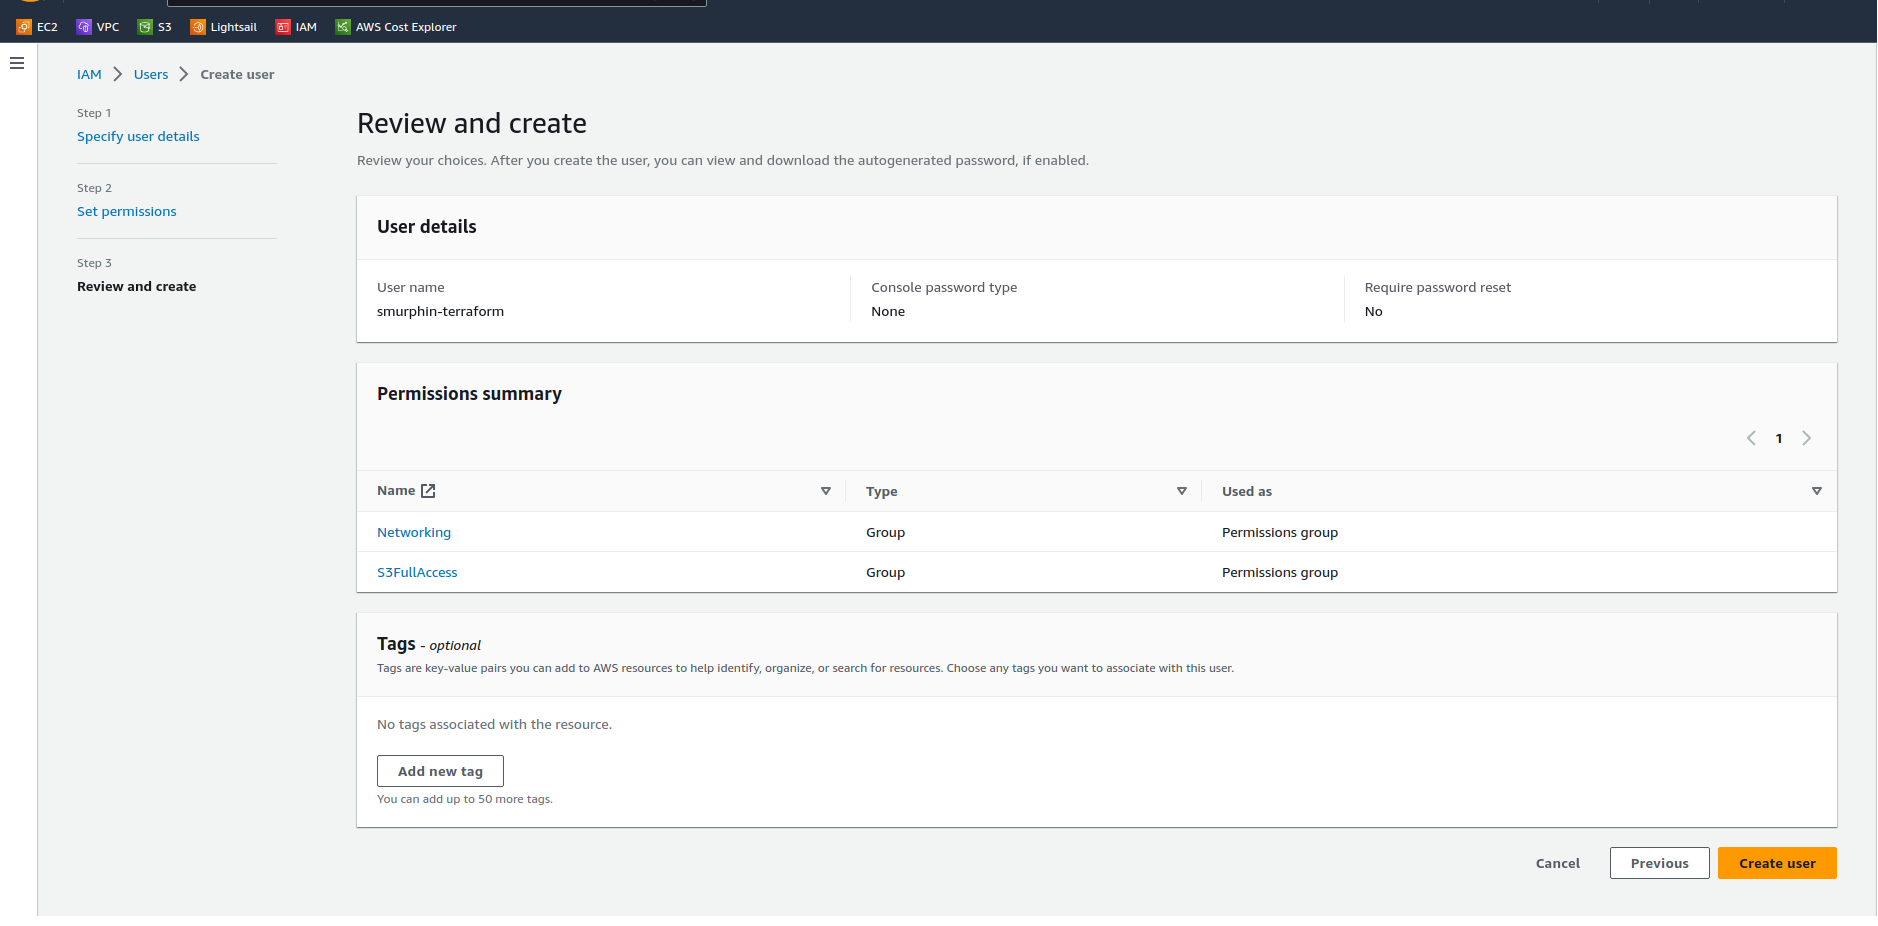 EC2 VPC S3 Lightsail IAM AWS Cost Explorer
IAM Users Create user
Step 1
Specify user details
Step 2
Set permissions
Step 3
Review and create
Review and create
Review your choices. After you create the user, you can view and download the autogenerated password, if enabled.
User details
User name Console password type Require password reset
smurphin-terraform None No
Permissions summary
1
Name Type Used as
Networking Group Permissions group
S3FullAccess Group Permissions group
Tags - optional
Tags are key-value pairs you can add to AWS resources to help identify, organize, or search for resources. Choose any tags you want to associate with this user.
No tags associated with the resource.
Add new tag
You can add up to 50 more tags.
Cancel Previous Create user